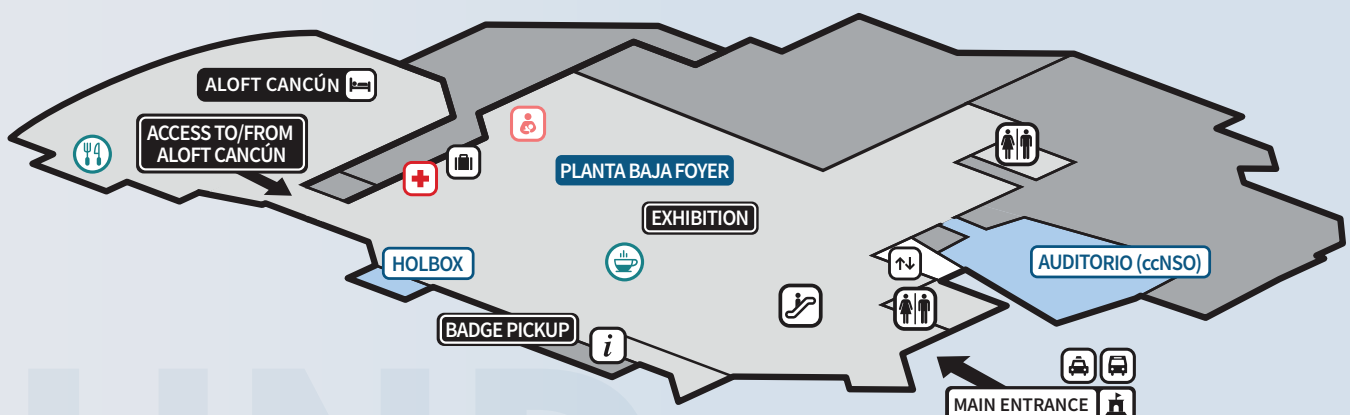 ALOFT CANCÚN
ACCESS TO/FROM
ALOFT CANCÚN
PLANTA BAJA FOYER
EXHIBITION
HOLBOX
AUDITORIO (ccNSO)
BADGE PICKUP
i
MAIN ENTRANCE